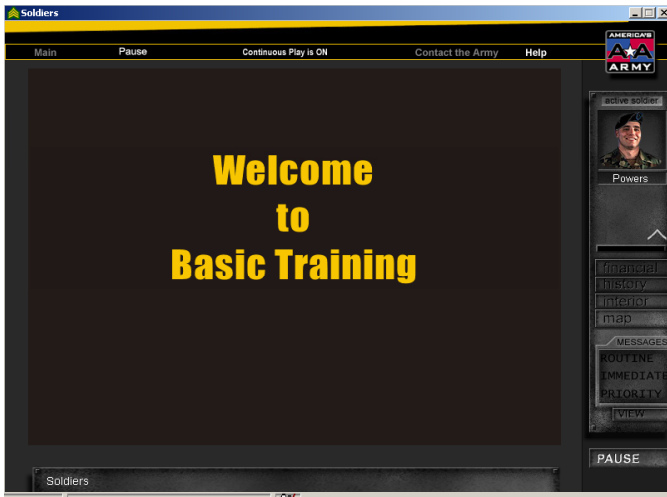 Soldiers
Main Pause Continuous Play is ON Contact the Army Help
AMERICA'S
AA
ARMY
active soldier
Powers
Welcome
to
Basic Training
financial
history
interior
map
MESSAGES
ROUTINE
IMMEDIATE
PRIORITY
VIEW
PAUSE
Soldiers